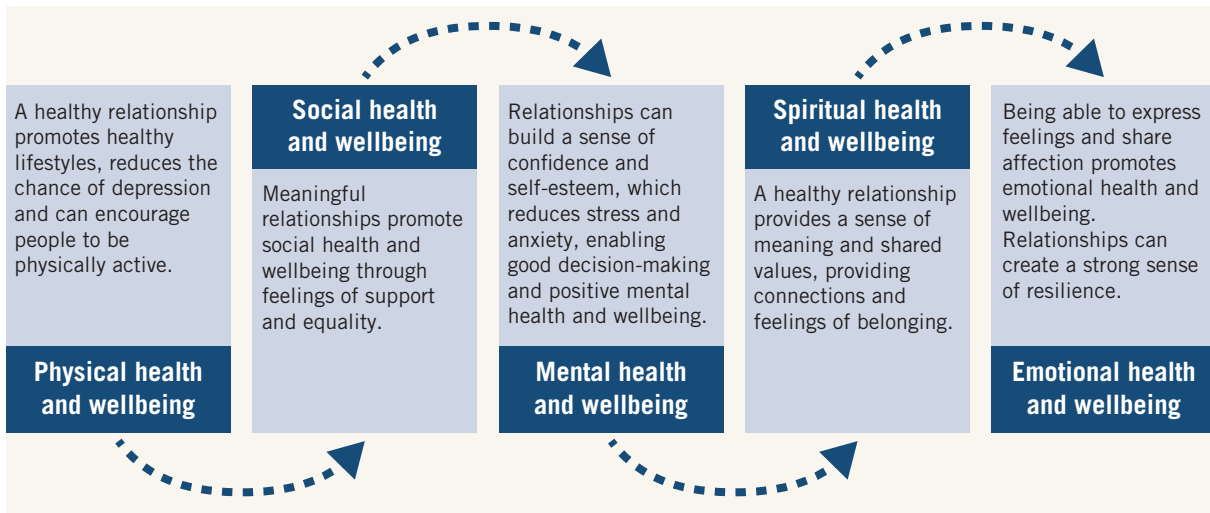 A healthy relationship
promotes healthy
lifestyles, reduces the
chance of depression
and can encourage
people to be
physically active.
Physical health
and wellbeing
Social health
and wellbeing
Meaningful
relationships promote
social health and
wellbeing through
feelings of support
and equality.
Relationships can
build a sense of
confidence and
self-esteem, which
reduces stress and
anxiety, enabling
good decision-making
and positive mental
health and wellbeing.
Mental health
and wellbeing
Spiritual health
and wellbeing
A healthy relationship
provides a sense of
meaning and shared
values, providing
connections and
feelings of belonging.
Being able to express
feelings and share
affection promotes
emotional health and
wellbeing.
Relationships can
create a strong sense
of resilience.
Emotional health
and wellbeing